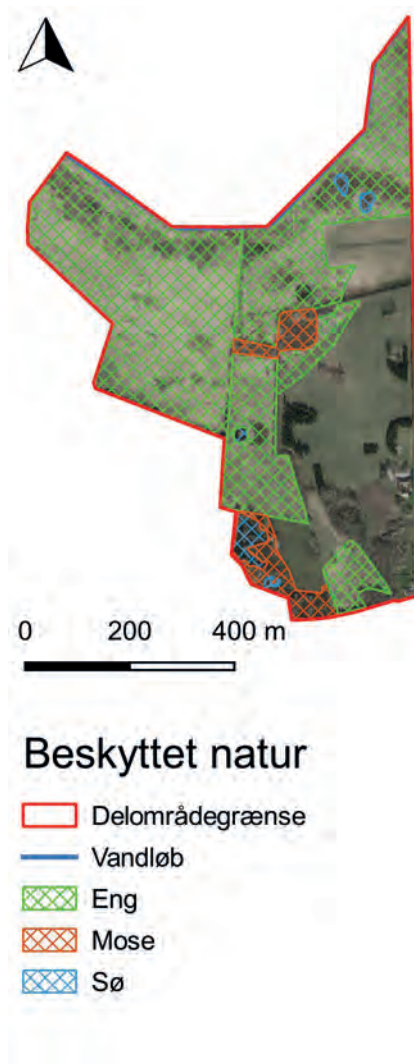 0 200 400 m
Beskyttet natur
Delområdegrænse
Vandløb
Eng
Mose
Sø